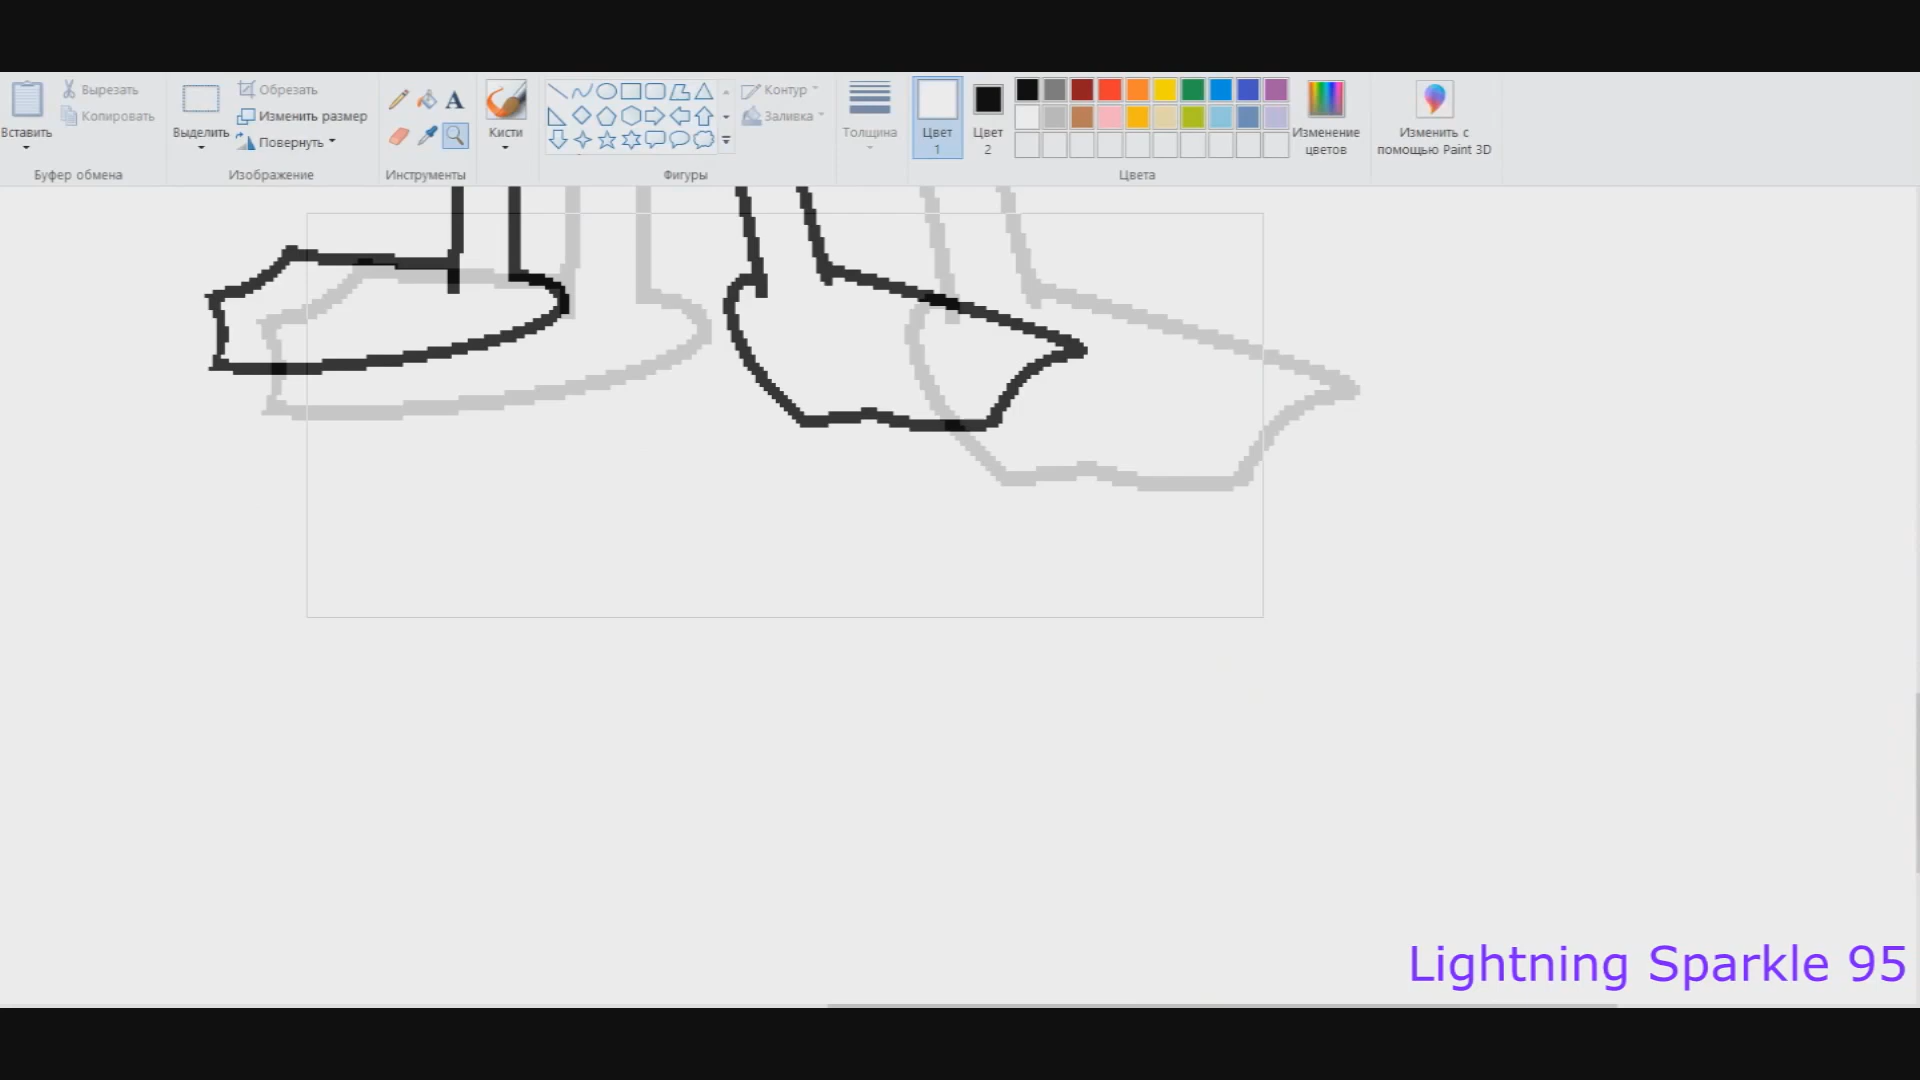 Вставить
Вырезать
Копировать
Буфер обмена
Выделить
Обрезать
Изменить размер
Повернуть
Изображение
A
Инструменты
Кисти
Контур
Заливка
Фигуры
Толщина
Цвет
1
Цвет
2
Изменение
цветов
Цвета
Изменить с
помощью Paint 3D
Lightning Sparkle 95